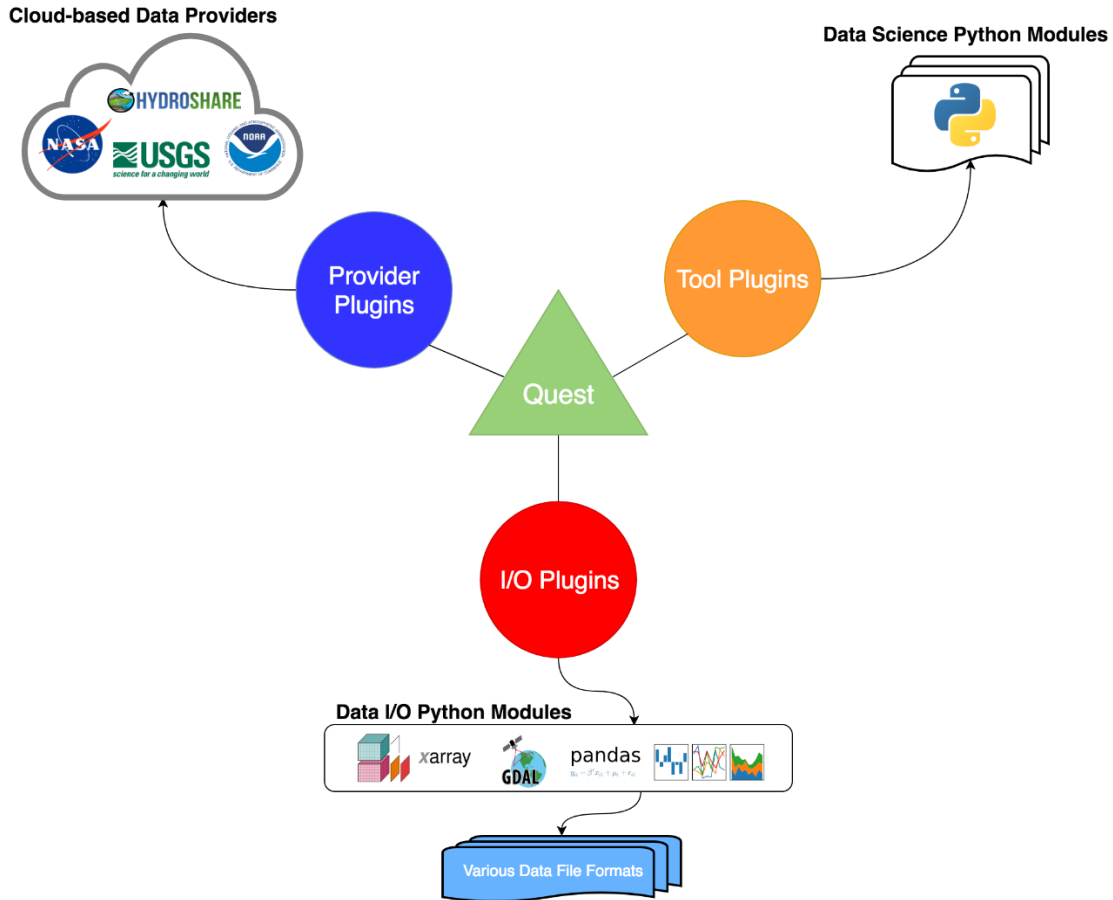 Cloud-based Data Providers
Data Science Python Modules
HYDROSHARE
NASA
USGS
science for a changing world
NOAA
Provider
Plugins
Tool Plugins
Quest
I/O Plugins
Data I/O Python Modules
xarray
GDAL
pandas
Various Data File Formats